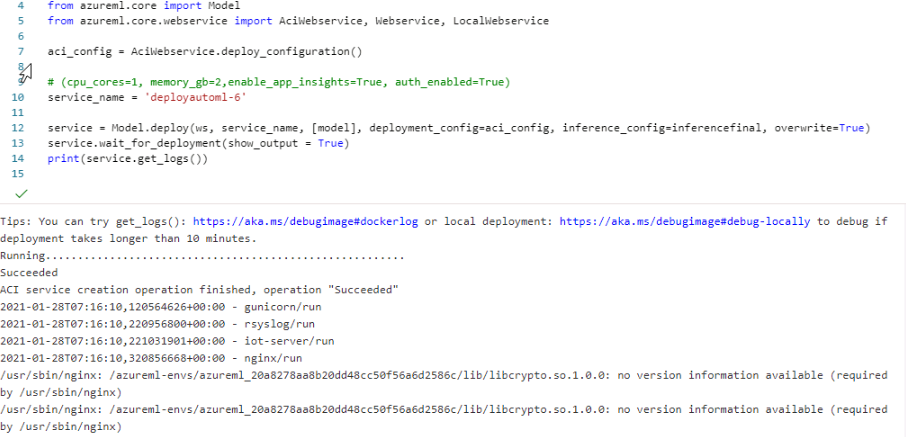 4 from azureml.core import Model
5 from azureml.core.webservice import AciWebservice, Webservice, LocalWebservice
6
7 aci_config = AciWebservice.deploy_configuration()
8
9 # (cpu_cores=1, memory_gb=2,enable_app_insights=True, auth_enabled=True)
10 service_name = 'deployautoml-6'
11
12 service = Model.deploy(ws, service_name, [model], deployment_config=aci_config, inference_config=inferencefinal, overwrite=True)
13 service.wait_for_deployment(show_output = True)
14 print(service.get_logs())
15
Tips: You can try get_logs(): https://aka.ms/debugimage#dockerlog or local deployment: https://aka.ms/debugimage#debug-locally to debug if
deployment takes longer than 10 minutes.
Running........................................................
Succeeded
ACI service creation operation finished, operation "Succeeded"
2021-01-28T07:16:10,120564626+00:00 - gunicorn/run
2021-01-28T07:16:10,220956800+00:00 - rsyslog/run
2021-01-28T07:16:10,221031901+00:00 - iot-server/run
2021-01-28T07:16:10,320856668+00:00 - nginx/run
/usr/sbin/nginx: /azureml-envs/azureml_20a8278aa8b20dd48cc50f56a6d2586c/lib/libcrypto.so.1.0.0: no version information available (required
by /usr/sbin/nginx)
/usr/sbin/nginx: /azureml-envs/azureml_20a8278aa8b20dd48cc50f56a6d2586c/lib/libcrypto.so.1.0.0: no version information available (required
by /usr/sbin/nginx)